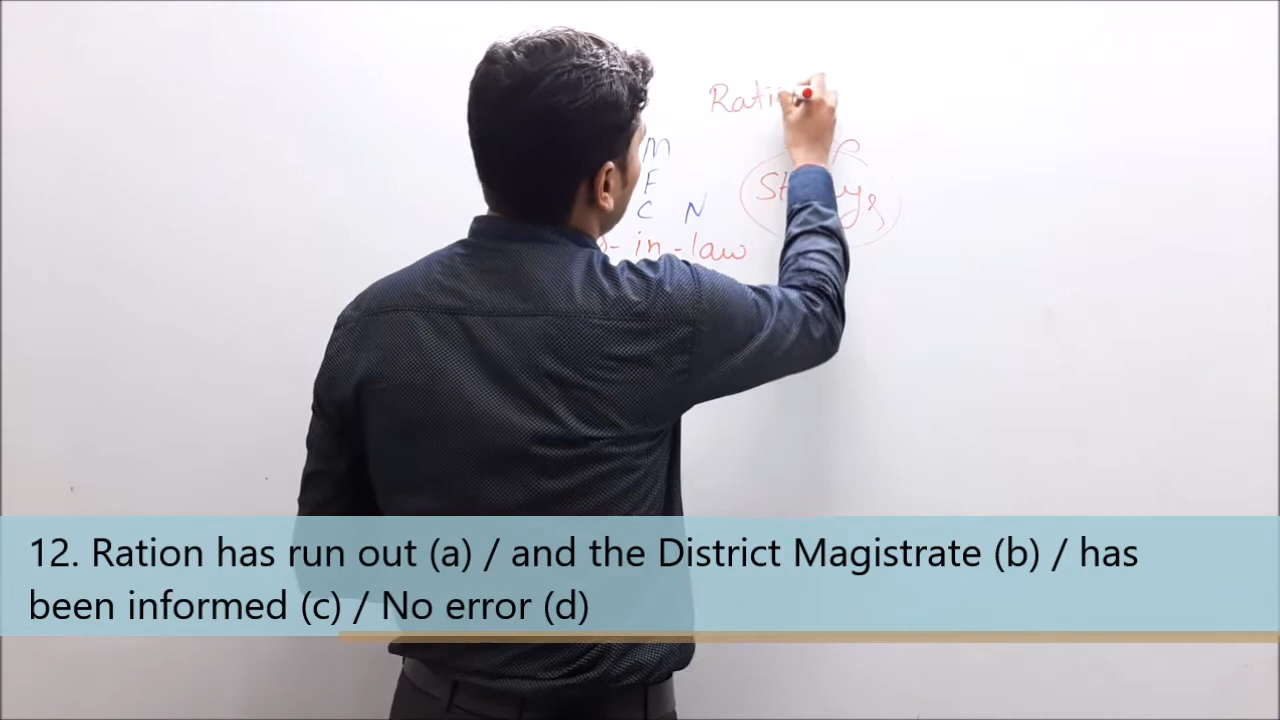 M
F
C N
- in - law
12. Ration has run out (a) / and the District Magistrate (b) / has
been informed (c) / No error (d)